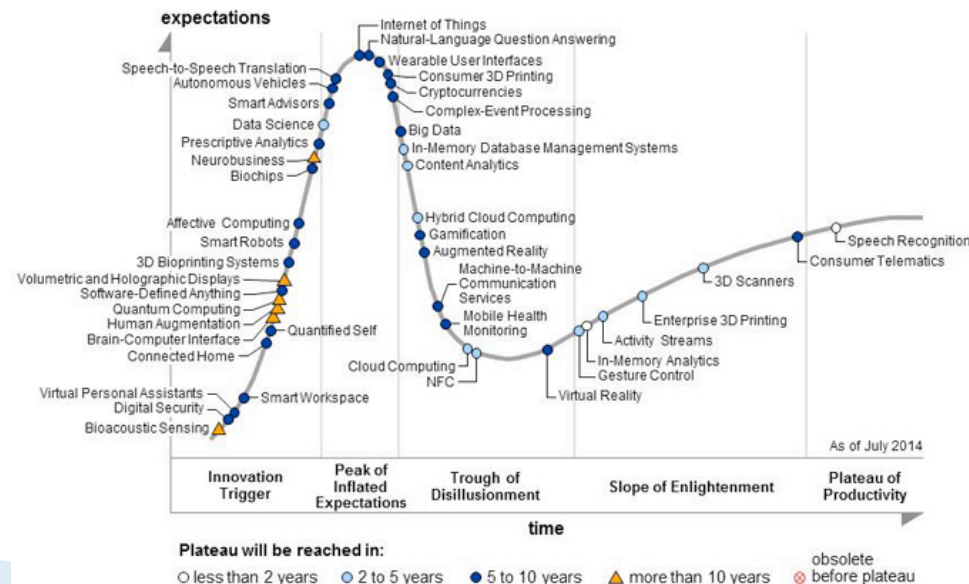 expectations
Internet of Things
Natural-Language Question Answering
Wearable User Interfaces
Speech-to-Speech Translation
Consumer 3D Printing
Autonomous Vehicles
Cryptocurrencies
Smart Advisors
Complex-Event Processing
Data Science
Big Data
Prescriptive Analytics
In-Memory Database Management Systems
Neurobusiness
Content Analytics
Biochips
Hybrid Cloud Computing
Affective Computing
Gamification
Smart Robots
Augmented Reality
3D Bioprinting Systems
Machine-to-Machine
Communication
Services
Volumetric and Holographic Displays
Software-Defined Anything
Quantum Computing
Human Augmentation
Brain-Computer Interface
Quantified Self
Connected Home
Mobile Health
Monitoring
Speech Recognition
Consumer Telematics
3D Scanners
Enterprise 3D Printing
Activity Streams
In-Memory Analytics
Gesture Control
Cloud Computing
NFC
Virtual Reality
Virtual Personal Assistants
Smart Workspace
Digital Security
Bioacoustic Sensing
As of July 2014
Innovation
Trigger
Peak of
Inflated
Expectations
Trough of
Disillusionment
Slope of Enlightenment
Plateau of
Productivity
time
Plateau will be reached in:
less than 2 years
2 to 5 years
5 to 10 years
more than 10 years
obsolete
before plateau